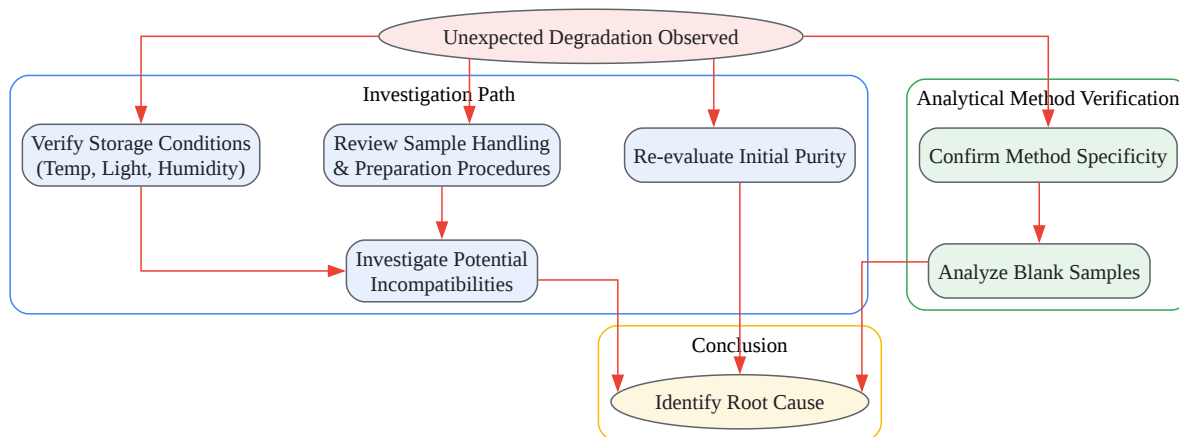 Unexpected Degradation Observed
Investigation Path
Analytical Method Verification
Verify Storage Conditions
(Temp, Light, Humidity)
Review Sample Handling
& Preparation Procedures
Re-evaluate Initial Purity
Confirm Method Specificity
Investigate Potential
Incompatibilities
Analyze Blank Samples
Conclusion
Identify Root Cause